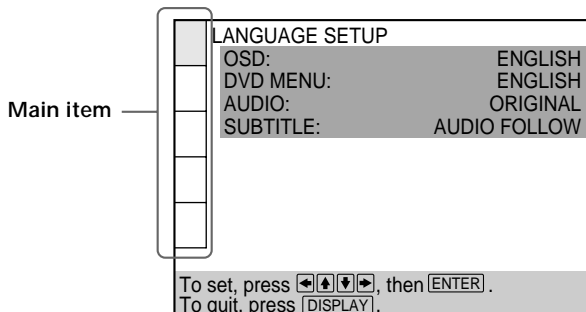 LANGUAGE SETUP
OSD: ENGLISH
DVD MENU: ENGLISH
AUDIO: ORIGINAL
SUBTITLE: AUDIO FOLLOW
Main item
To set, press ←↑↓→, then ENTER.
To quit, press DISPLAY.